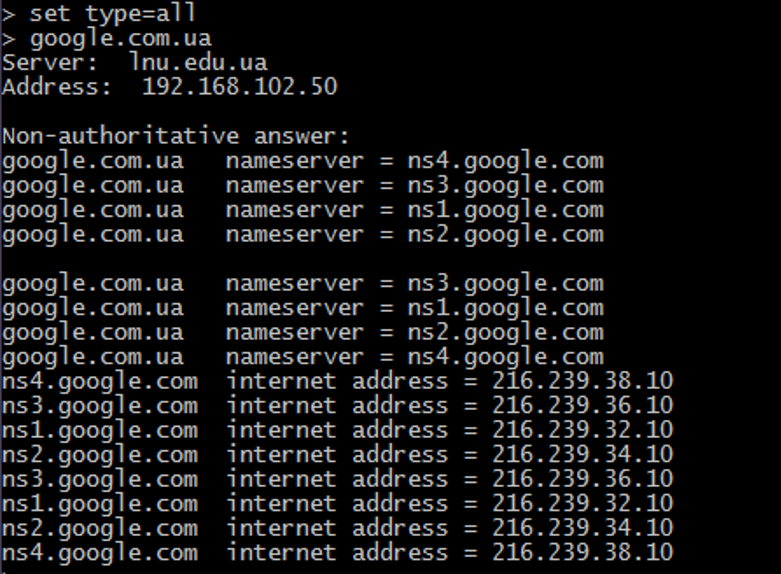 > set type=all
> google.com.ua
Server:  lnu.edu.ua
Address:  192.168.102.50

Non-authoritative answer:
google.com.ua   nameserver = ns4.google.com
google.com.ua   nameserver = ns3.google.com
google.com.ua   nameserver = ns1.google.com
google.com.ua   nameserver = ns2.google.com

google.com.ua   nameserver = ns3.google.com
google.com.ua   nameserver = ns1.google.com
google.com.ua   nameserver = ns2.google.com
google.com.ua   nameserver = ns4.google.com
ns4.google.com  internet address = 216.239.38.10
ns3.google.com  internet address = 216.239.36.10
ns1.google.com  internet address = 216.239.32.10
ns2.google.com  internet address = 216.239.34.10
ns3.google.com  internet address = 216.239.36.10
ns1.google.com  internet address = 216.239.32.10
ns2.google.com  internet address = 216.239.34.10
ns4.google.com  internet address = 216.239.38.10